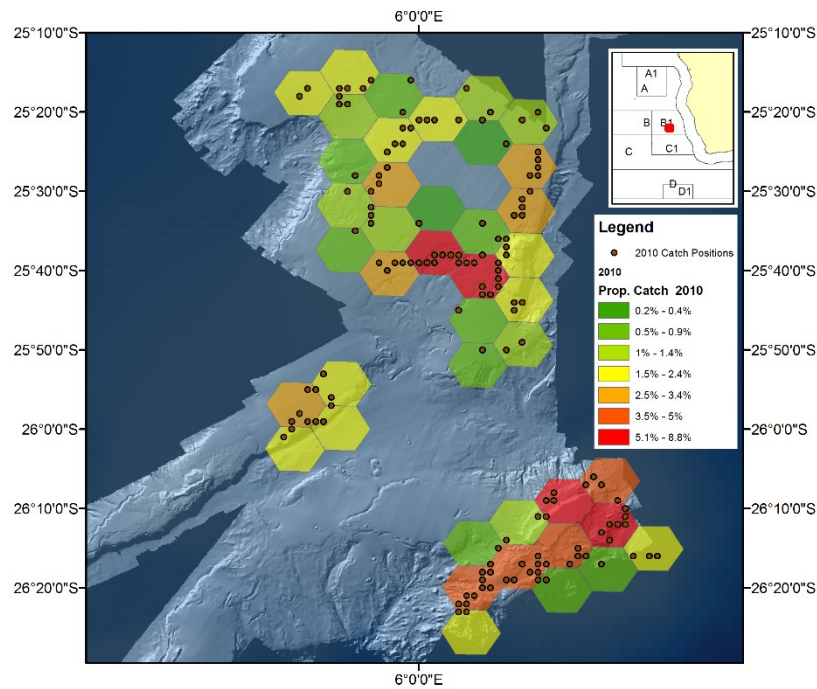 6°0'0"E
25°10'0"S
25°10'0"S
25°20'0"S
25°20'0"S
25°30'0"S
25°30'0"S
25°40'0"S
25°40'0"S
25°50'0"S
25°50'0"S
26°0'0"S
26°0'0"S
26°10'0"S
26°10'0"S
26°20'0"S
26°20'0"S
A1
A
B
B1
C
C1
D
D1
Legend
2010 Catch Positions
2010
Prop. Catch 2010
0.2% - 0.4%
0.5% - 0.9%
1% - 1.4%
1.5% - 2.4%
2.5% - 3.4%
3.5% - 5%
5.1% - 8.8%
6°0'0"E